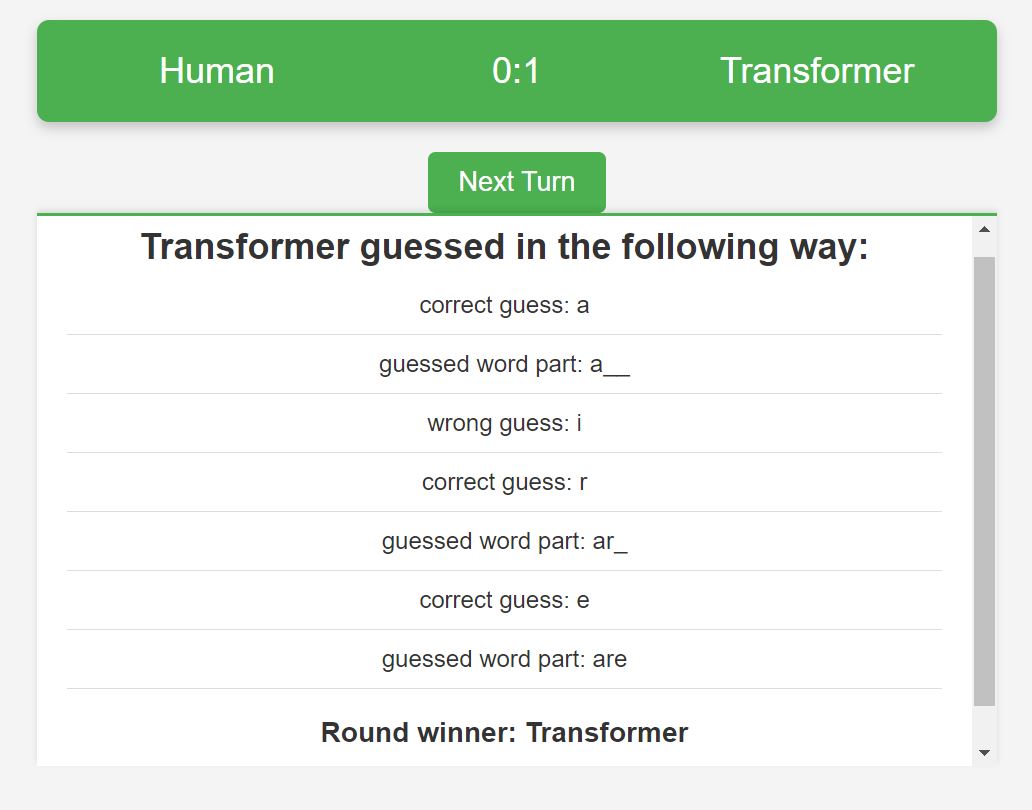 Human 0:1 Transformer
Next Turn
Transformer guessed in the following way:
correct guess: a
guessed word part: a__
wrong guess: i
correct guess: r
guessed word part: ar_
correct guess: e
guessed word part: are
Round winner: Transformer